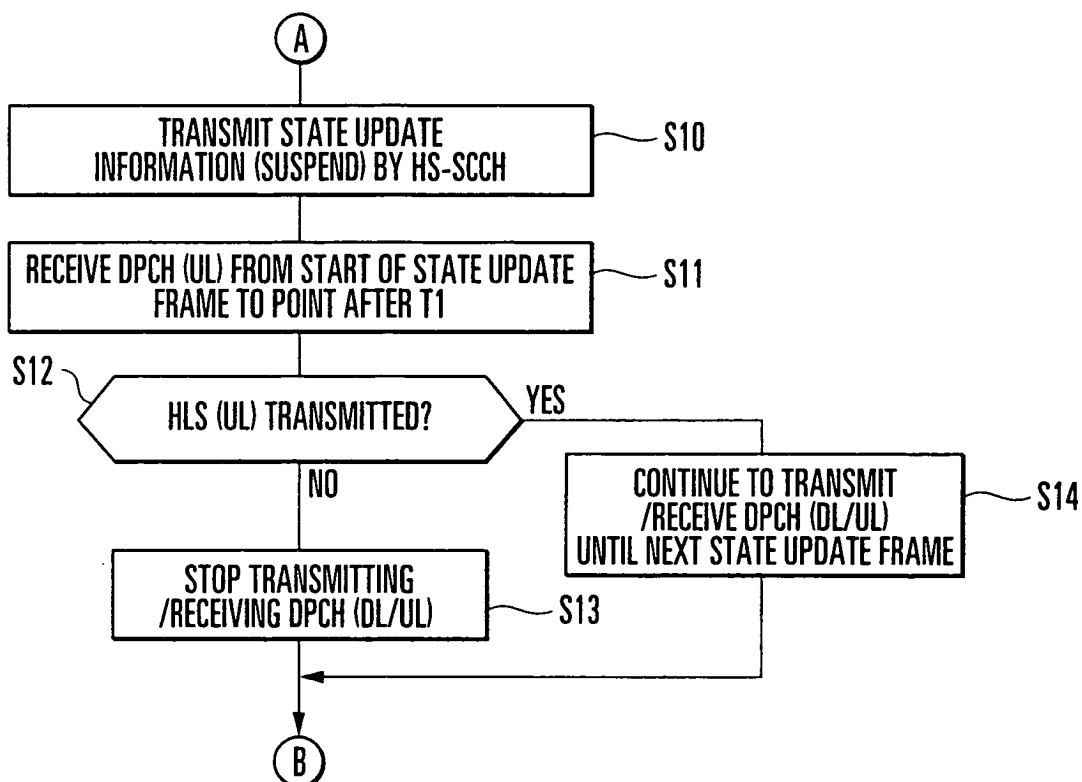 A
TRANSMIT STATE UPDATE
INFORMATION (SUSPEND) BY HS-SCCH
S10
RECEIVE DPCH (UL) FROM START OF STATE UPDATE
FRAME TO POINT AFTER T1
S11
S12
HLS (UL) TRANSMITTED?
YES
NO
CONTINUE TO TRANSMIT
/RECEIVE DPCH (DL/UL)
UNTIL NEXT STATE UPDATE FRAME
S14
STOP TRANSMITTING
/RECEIVING DPCH (DL/UL)
S13
B